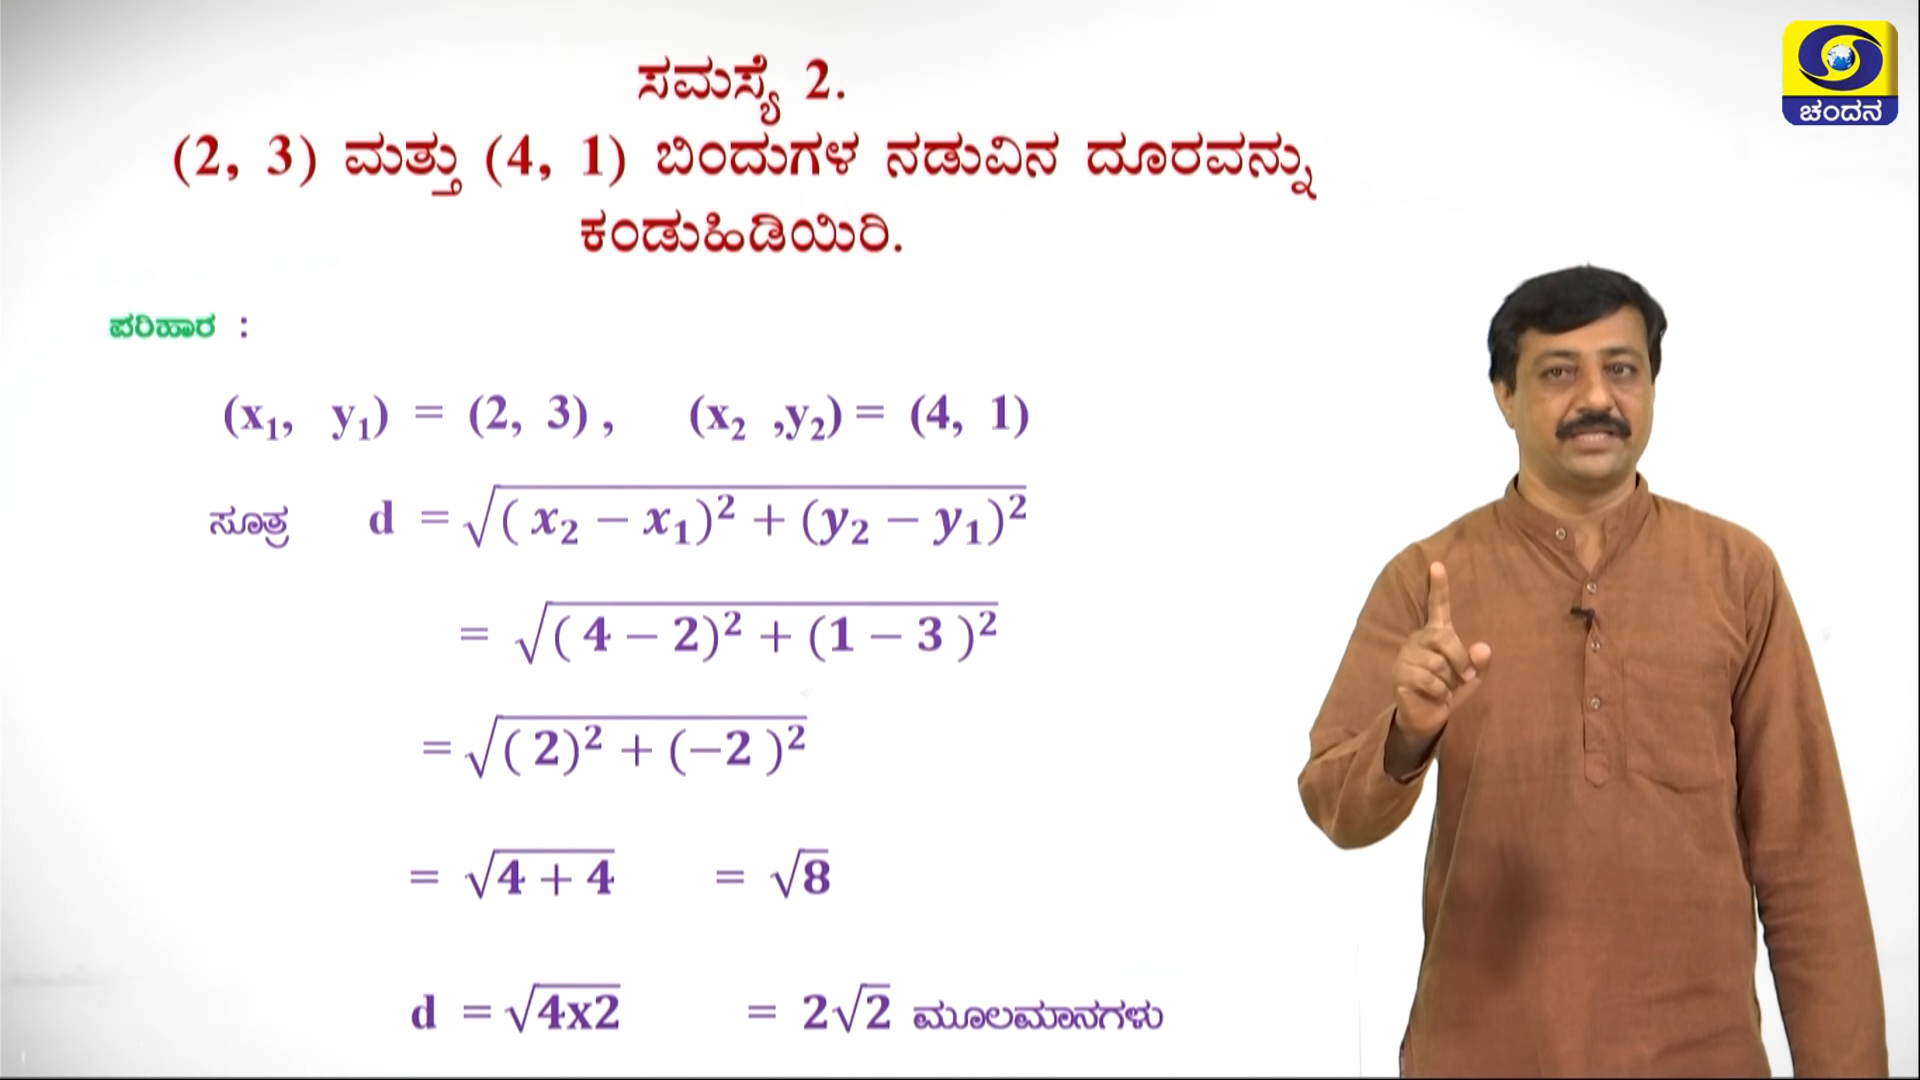 ಚಂದನ
ಸಮಸ್ಯೆ 2.
(2, 3) ಮತ್ತು (4, 1) ಬಿಂದುಗಳ ನಡುವಿನ ದೂರವನ್ನು
ಕಂಡುಹಿಡಿಯಿರಿ.
ಪರಿಹಾರ :
(x₁, y₁) = (2, 3), (x₂ ,y₂) = (4, 1)
ಸೂತ್ರ d = √(( x₂ − x₁)² + (y₂ − y₁)²)
= √(( 4 − 2)² + (1 − 3 )²)
= √(( 2)² + (−2 )²)
= √(4 + 4) = √8
d = √(4x2) = 2√2 ಮೂಲಮಾನಗಳು